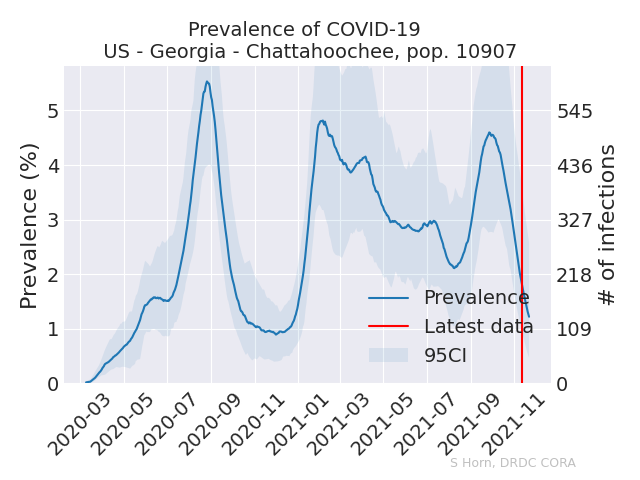 Prevalence of COVID-19
US - Georgia - Chattahoochee, pop. 10907
Prevalence (%)
5
4
3
2
1
0
545
436
327
218
109
0
# of infections
Prevalence
Latest data
95CI
2020-03
2020-05
2020-07
2020-09
2020-11
2021-01
2021-03
2021-05
2021-07
2021-09
2021-11
S Horn, DRDC CORA